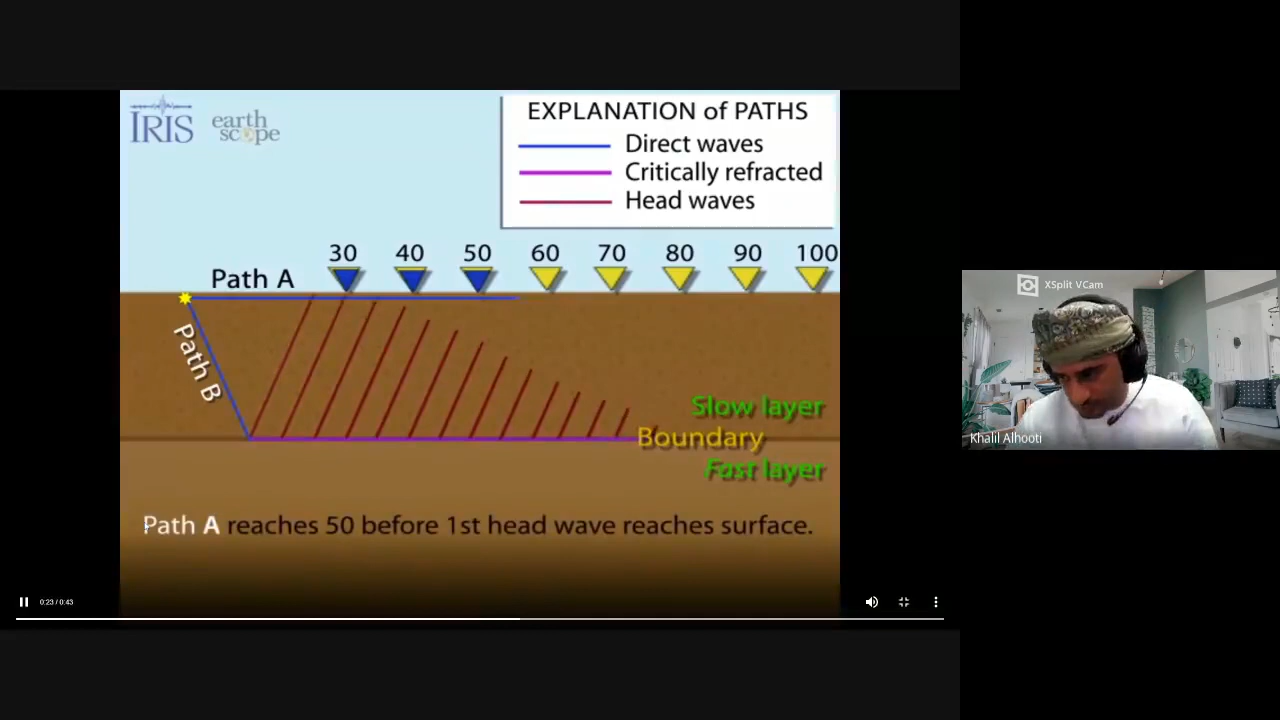 IRIS
earth
scope
EXPLANATION of PATHS
Direct waves
Critically refracted
Head waves
30 40 50 60 70 80 90 100
Path A
Path B
Slow layer
Boundary
Fast layer
Path A reaches 50 before 1st head wave reaches surface.
0:23 / 0:43
XSplit VCam
Khalil Alhooti